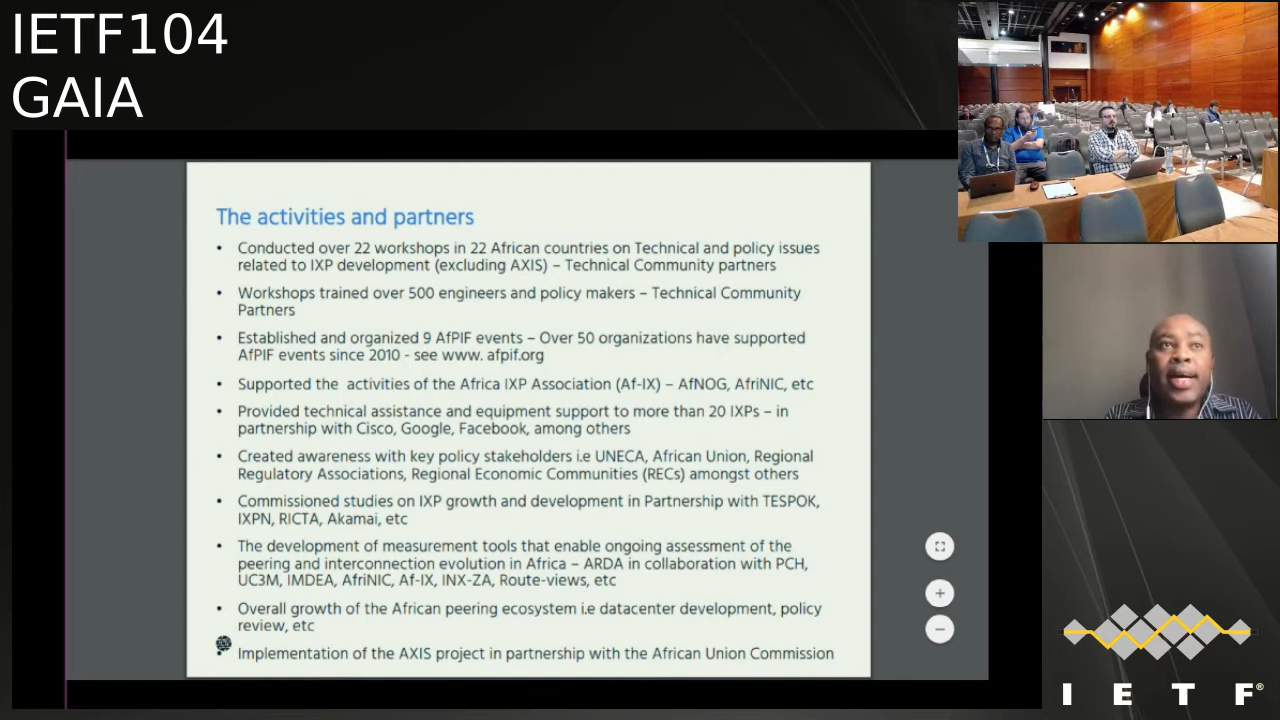 IETF104
GAIA
The activities and partners
• Conducted over 22 workshops in 22 African countries on Technical and policy issues
related to IXP development (excluding AXIS) – Technical Community partners
• Workshops trained over 500 engineers and policy makers – Technical Community
Partners
• Established and organized 9 AfPIF events – Over 50 organizations have supported
AfPIF events since 2010 - see www. afpif.org
• Supported the  activities of the Africa IXP Association (Af-IX) – AfNOG, AfriNIC, etc
• Provided technical assistance and equipment support to more than 20 IXPs – in
partnership with Cisco, Google, Facebook, among others
• Created awareness with key policy stakeholders i.e UNECA, African Union, Regional
Regulatory Associations, Regional Economic Communities (RECs) amongst others
• Commissioned studies on IXP growth and development in Partnership with TESPOK,
IXPN, RICTA, Akamai, etc
• The development of measurement tools that enable ongoing assessment of the
peering and interconnection evolution in Africa – ARDA in collaboration with PCH,
UC3M, IMDEA, AfriNIC, Af-IX, INX-ZA, Route-views, etc
• Overall growth of the African peering ecosystem i.e datacenter development, policy
review, etc
Implementation of the AXIS project in partnership with the African Union Commission
I E T F®